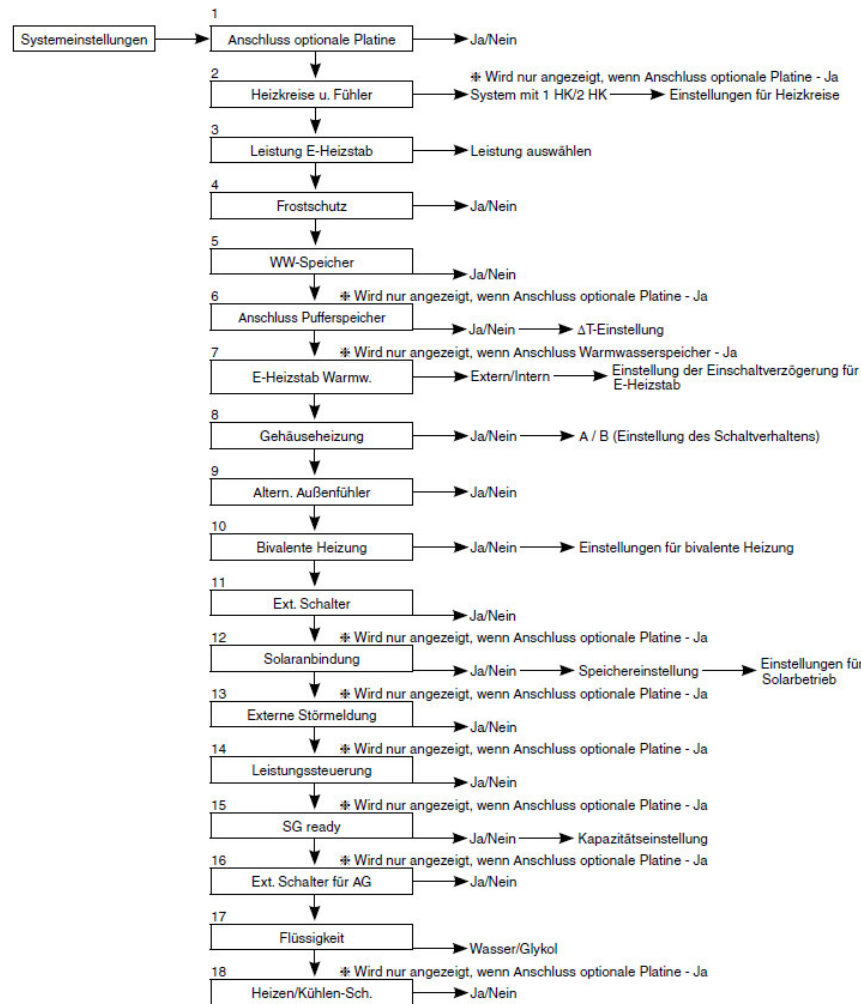 1
Systemeinstellungen Anschluss optionale Platine Ja/Nein
2
❈ Wird nur angezeigt, wenn Anschluss optionale Platine - Ja
Heizkreise u. Fühler System mit 1 HK/2 HK Einstellungen für Heizkreise
3
Leistung E-Heizstab Leistung auswählen
4
Frostschutz Ja/Nein
5
WW-Speicher Ja/Nein
6 ❈ Wird nur angezeigt, wenn Anschluss optionale Platine - Ja
Anschluss Pufferspeicher Ja/Nein ΔT-Einstellung
7 ❈ Wird nur angezeigt, wenn Anschluss Warmwasserspeicher - Ja
E-Heizstab Warmw. Extern/Intern Einstellung der Einschaltverzögerung für
E-Heizstab
8
Gehäuseheizung Ja/Nein A / B (Einstellung des Schaltverhaltens)
9
Altern. Außenfühler Ja/Nein
10
Bivalente Heizung Ja/Nein Einstellungen für bivalente Heizung
11
Ext. Schalter Ja/Nein
12 ❈ Wird nur angezeigt, wenn Anschluss optionale Platine - Ja
Solaranbindung Ja/Nein Speichereinstellung Einstellungen für
Solarbetrieb
13 ❈ Wird nur angezeigt, wenn Anschluss optionale Platine - Ja
Externe Störmeldung Ja/Nein
14 ❈ Wird nur angezeigt, wenn Anschluss optionale Platine - Ja
Leistungssteuerung Ja/Nein
15 ❈ Wird nur angezeigt, wenn Anschluss optionale Platine - Ja
SG ready Ja/Nein Kapazitätseinstellung
16 ❈ Wird nur angezeigt, wenn Anschluss optionale Platine - Ja
Ext. Schalter für AG Ja/Nein
17
Flüssigkeit Wasser/Glykol
18 ❈ Wird nur angezeigt, wenn Anschluss optionale Platine - Ja
Heizen/Kühlen-Sch. Ja/Nein